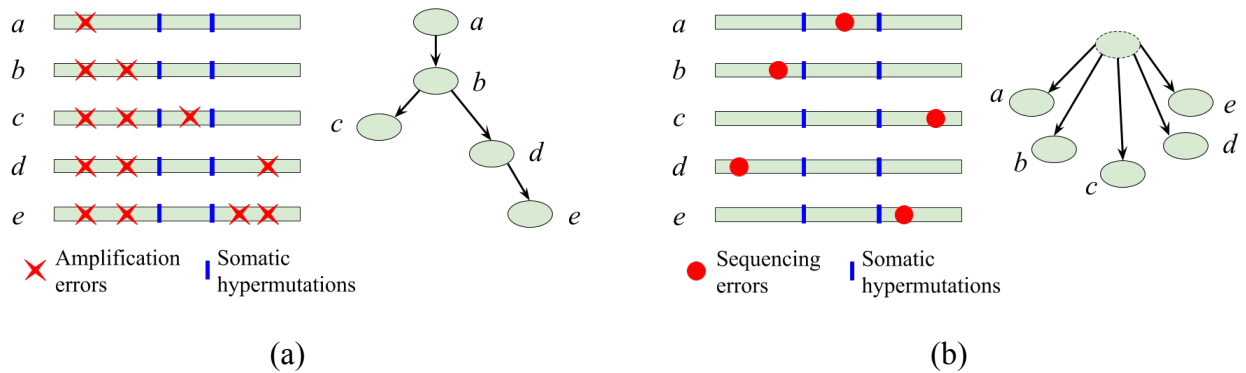 a
b
c
d
e
a
b
c
d
e
Amplification
errors
Somatic
hypermutations
(a)
a
b
c
d
e
a
b
c
d
e
Sequencing
errors
Somatic
hypermutations
(b)